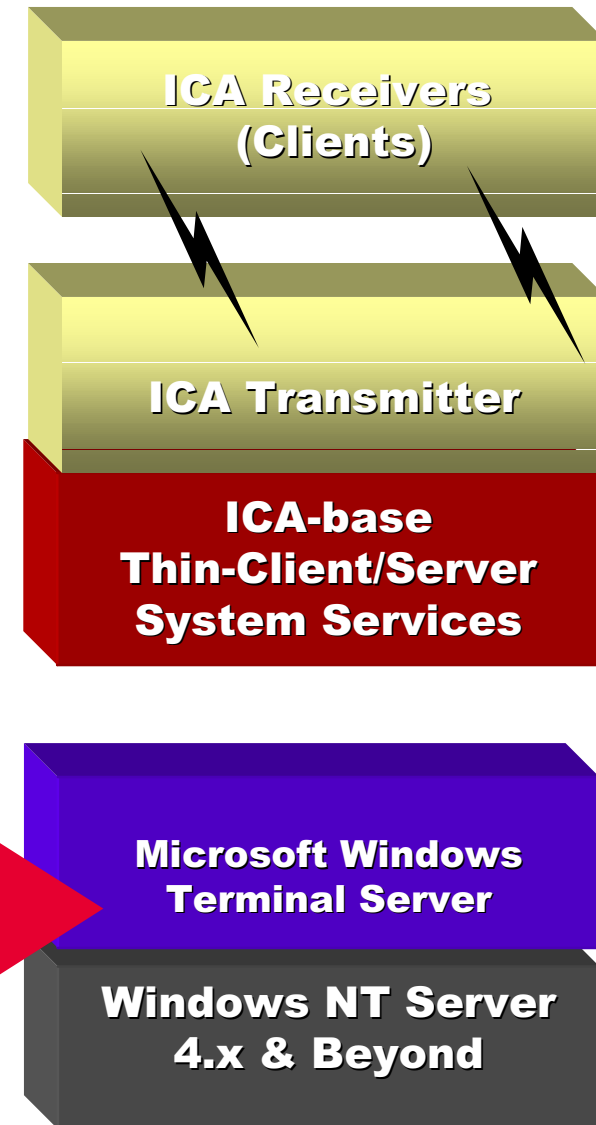 ICA Receivers
(Clients)
ICA Transmitter
ICA-base
Thin-Client/Server
System Services
Microsoft Windows
Terminal Server
Windows NT Server
4.x & Beyond